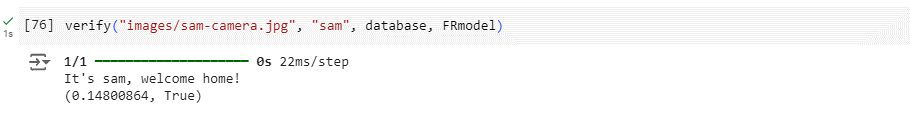 [76] verify("images/sam-camera.jpg", "sam", database, FRmodel)
1s
1/1 ━━━━━━━━━━━━━━━━━━━━ 0s 22ms/step
It's sam, welcome home!
(0.14800864, True)